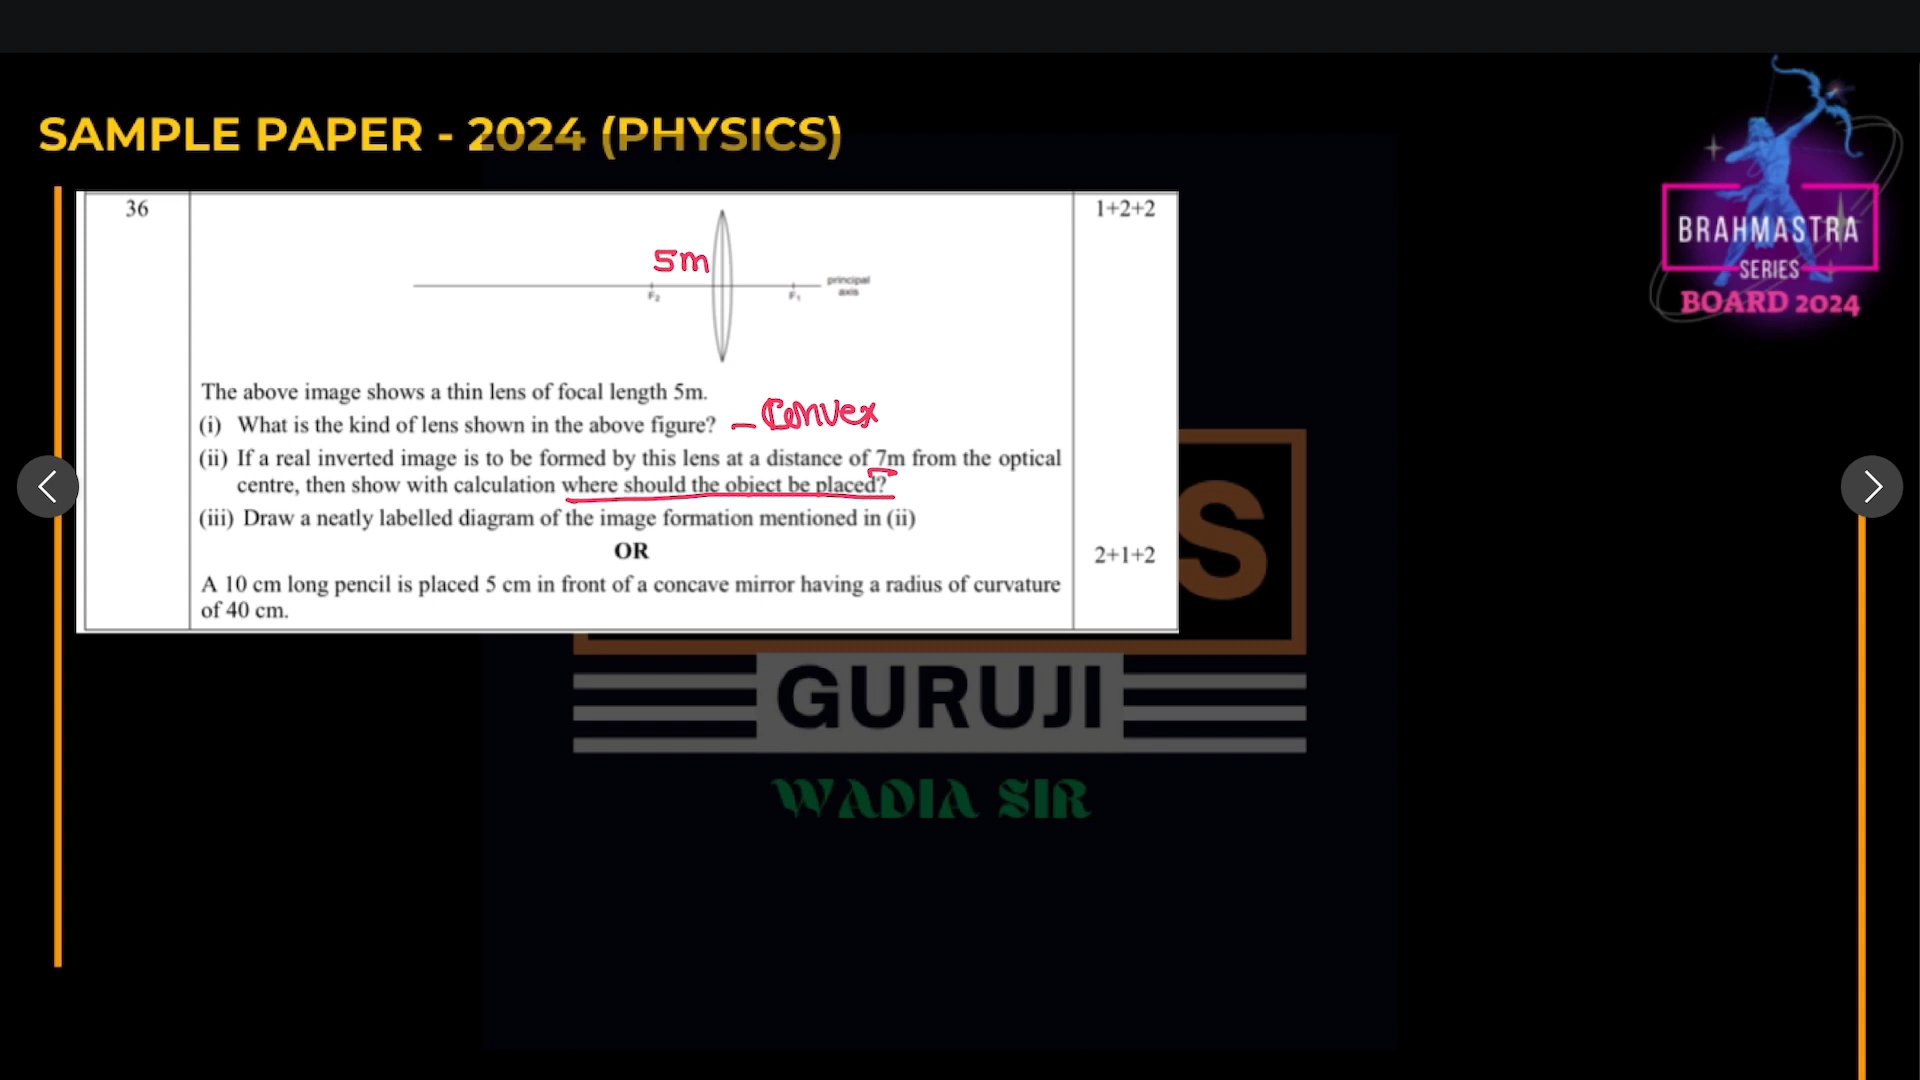 SAMPLE PAPER - 2024 (PHYSICS)
BRAHMASTRA
SERIES
BOARD 2024
36
1+2+2
5m
F2
F1
principal
axis
The above image shows a thin lens of focal length 5m.
(i) What is the kind of lens shown in the above figure? - Convex
(ii) If a real inverted image is to be formed by this lens at a distance of 7m from the optical
centre, then show with calculation where should the object be placed?
(iii) Draw a neatly labelled diagram of the image formation mentioned in (ii)
OR
2+1+2
A 10 cm long pencil is placed 5 cm in front of a concave mirror having a radius of curvature
of 40 cm.
S
GURUJI
WADIA SIR